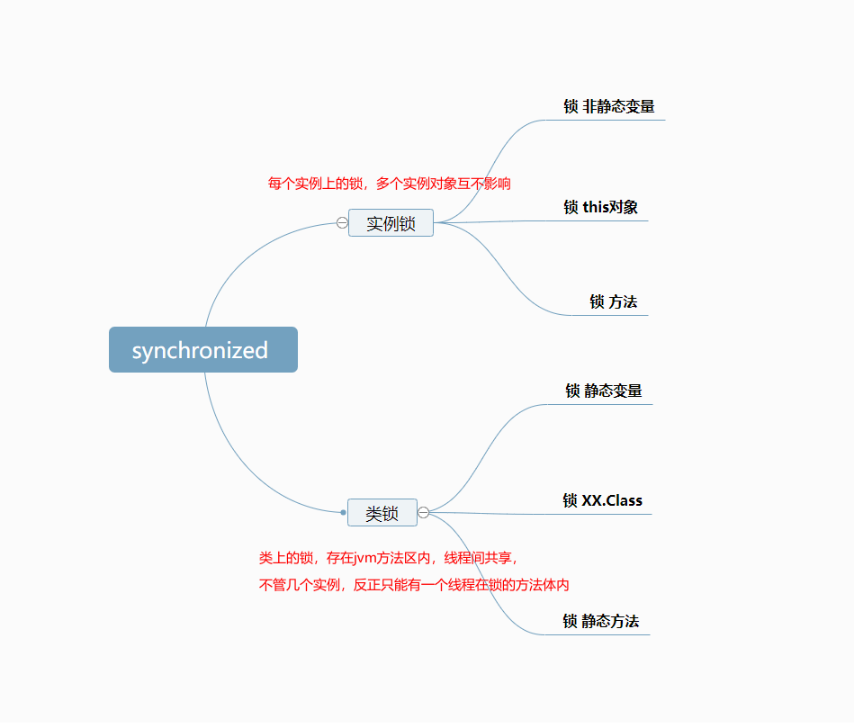 synchronized
每个实例上的锁，多个实例对象互不影响
实例锁
锁 非静态变量
锁 this对象
锁 方法
类锁
类上的锁，存在jvm方法区内，线程间共享，
不管几个实例，反正只能有一个线程在锁的方法体内
锁 静态变量
锁 XX.Class
锁 静态方法